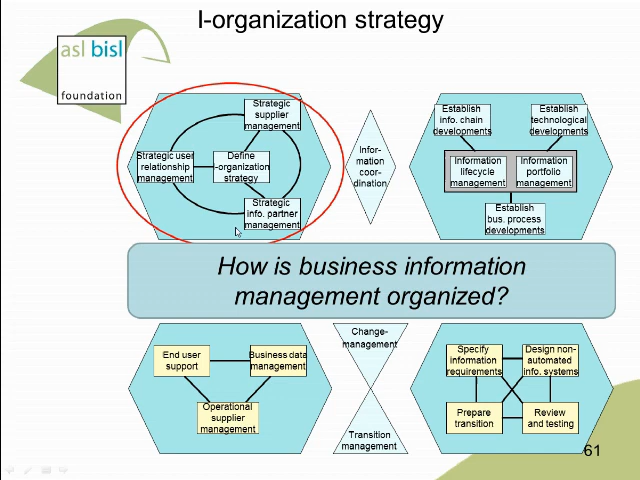 I-organization strategy
asl bisl
foundation
Strategic
supplier
management
Strategic user
relationship
management
Define
I-organization
strategy
Strategic
info. partner
management
Infor-
mation
coor-
dination
Establish
info. chain
developments
Establish
technological
developments
Information
lifecycle
management
Information
portfolio
management
Establish
bus. process
developments
How is business information
management organized?
End user
support
Business data
management
Operational
supplier
management
Change-
management
Transition
management
Specify
information
requirements
Design non-
automated
info. systems
Prepare
transition
Review
and testing
61